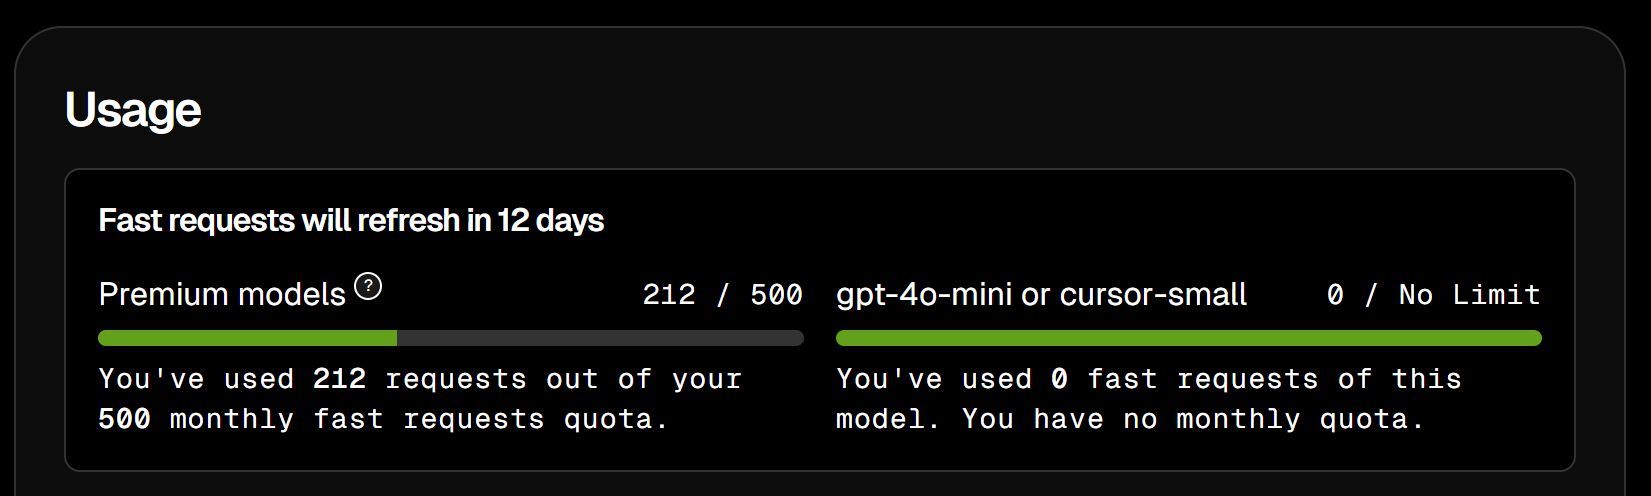 Usage
Fast requests will refresh in 12 days
Premium models ?
212 / 500
You've used 212 requests out of your
500 monthly fast requests quota.
gpt-4o-mini or cursor-small
0 / No Limit
You've used 0 fast requests of this
model. You have no monthly quota.